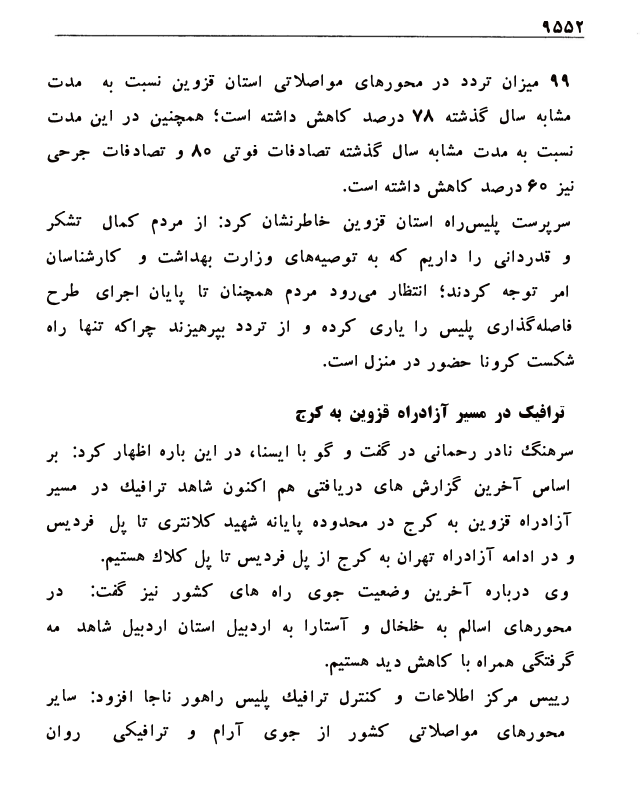 ۹۵۵۲
۹۹ میزان تردد در محورهای مواصلاتی استان قزوین نسبت به مدت
مشابه سال گذشته ۷۸ درصد کاهش داشته است؛ همچنین در این مدت
نسبت به مدت مشابه سال گذشته تصادفات فوتی ۸۰ و تصادفات جرحی
نیز ۶۰ درصد کاهش داشته است.
سرپرست پلیس‌راه استان قزوین خاطرنشان کرد: از مردم کمال تشکر
و قدردانی را داریم که به توصیه‌های وزارت بهداشت و کارشناسان
امر توجه کردند؛ انتظار می‌رود مردم همچنان تا پایان اجرای طرح
فاصله‌گذاری پلیس را یاری کرده و از تردد بپرهیزند چراکه تنها راه
شکست کرونا حضور در منزل است.
ترافیک در مسیر آزادراه قزوین به کرج
سرهنگ نادر رحمانی در گفت و گو با ایسنا، در این باره اظهار کرد: بر
اساس آخرین گزارش های دریافتی هم اکنون شاهد ترافیك در مسیر
آزادراه قزوین به کرج در محدوده پایانه شهید کلانتری تا پل فردیس
و در ادامه آزادراه تهران به کرج از پل فردیس تا پل کلاك هستیم.
وی درباره آخرین وضعیت جوی راه های کشور نیز گفت: در
محورهای اسالم به خلخال و آستارا به اردبیل استان اردبیل شاهد مه
گرفتگی همراه با کاهش دید هستیم.
رییس مرکز اطلاعات و کنترل ترافیك پلیس راهور ناجا افزود: سایر
محورهای مواصلاتی کشور از جوی آرام و ترافیکی روان